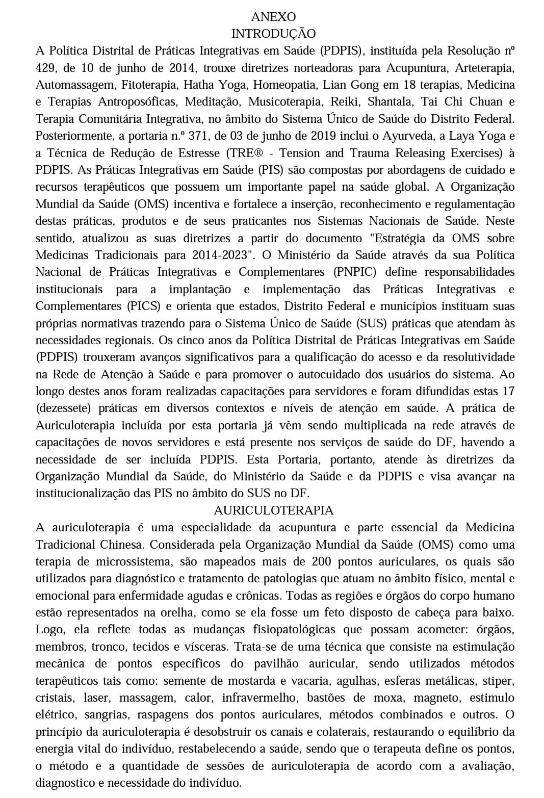 ANEXO
INTRODUÇÃO
A Política Distrital de Práticas Integrativas em Saúde (PDPIS), instituída pela Resolução nº
429, de 10 de junho de 2014, trouxe diretrizes norteadoras para Acupuntura, Arteterapia,
Automassagem, Fitoterapia, Hatha Yoga, Homeopatia, Lian Gong em 18 terapias, Medicina
e Terapias Antroposóficas, Meditação, Musicoterapia, Reiki, Shantala, Tai Chi Chuan e
Terapia Comunitária Integrativa, no âmbito do Sistema Único de Saúde do Distrito Federal.
Posteriormente, a portaria n.º 371, de 03 de junho de 2019 inclui o Ayurveda, a Laya Yoga e
a Técnica de Redução de Estresse (TRE® - Tension and Trauma Releasing Exercises) à
PDPIS. As Práticas Integrativas em Saúde (PIS) são compostas por abordagens de cuidado e
recursos terapêuticos que possuem um importante papel na saúde global. A Organização
Mundial da Saúde (OMS) incentiva e fortalece a inserção, reconhecimento e regulamentação
destas práticas, produtos e de seus praticantes nos Sistemas Nacionais de Saúde. Neste
sentido, atualizou as suas diretrizes a partir do documento "Estratégia da OMS sobre
Medicinas Tradicionais para 2014-2023". O Ministério da Saúde através da sua Política
Nacional de Práticas Integrativas e Complementares (PNPIC) define responsabilidades
institucionais para a implantação e implementação das Práticas Integrativas e
Complementares (PICS) e orienta que estados, Distrito Federal e municípios instituam suas
próprias normativas trazendo para o Sistema Único de Saúde (SUS) práticas que atendam às
necessidades regionais. Os cinco anos da Política Distrital de Práticas Integrativas em Saúde
(PDPIS) trouxeram avanços significativos para a qualificação do acesso e da resolutividade
na Rede de Atenção à Saúde e para promover o autocuidado dos usuários do sistema. Ao
longo destes anos foram realizadas capacitações para servidores e foram difundidas estas 17
(dezessete) práticas em diversos contextos e níveis de atenção em saúde. A prática de
Auriculoterapia incluída por esta portaria já vêm sendo multiplicada na rede através de
capacitações de novos servidores e está presente nos serviços de saúde do DF, havendo a
necessidade de ser incluída PDPIS. Esta Portaria, portanto, atende às diretrizes da
Organização Mundial da Saúde, do Ministério da Saúde e da PDPIS e visa avançar na
institucionalização das PIS no âmbito do SUS no DF.
AURICULOTERAPIA
A auriculoterapia é uma especialidade da acupuntura e parte essencial da Medicina
Tradicional Chinesa. Considerada pela Organização Mundial da Saúde (OMS) como uma
terapia de microssistema, são mapeados mais de 200 pontos auriculares, os quais são
utilizados para diagnóstico e tratamento de patologias que atuam no âmbito físico, mental e
emocional para enfermidade agudas e crônicas. Todas as regiões e órgãos do corpo humano
estão representados na orelha, como se ela fosse um feto disposto de cabeça para baixo.
Logo, ela reflete todas as mudanças fisiopatológicas que possam acometer: órgãos,
membros, tronco, tecidos e vísceras. Trata-se de uma técnica que consiste na estimulação
mecânica de pontos específicos do pavilhão auricular, sendo utilizados métodos
terapêuticos tais como: semente de mostarda e vacaria, agulhas, esferas metálicas, stiper,
cristais, laser, massagem, calor, infravermelho, bastões de moxa, magneto, estimulo
elétrico, sangrias, raspagens dos pontos auriculares, métodos combinados e outros. O
princípio da auriculoterapia é desobstruir os canais e colaterais, restaurando o equilíbrio da
energia vital do indivíduo, restabelecendo a saúde, sendo que o terapeuta define os pontos,
o método e a quantidade de sessões de auriculoterapia de acordo com a avaliação,
diagnostico e necessidade do indivíduo.